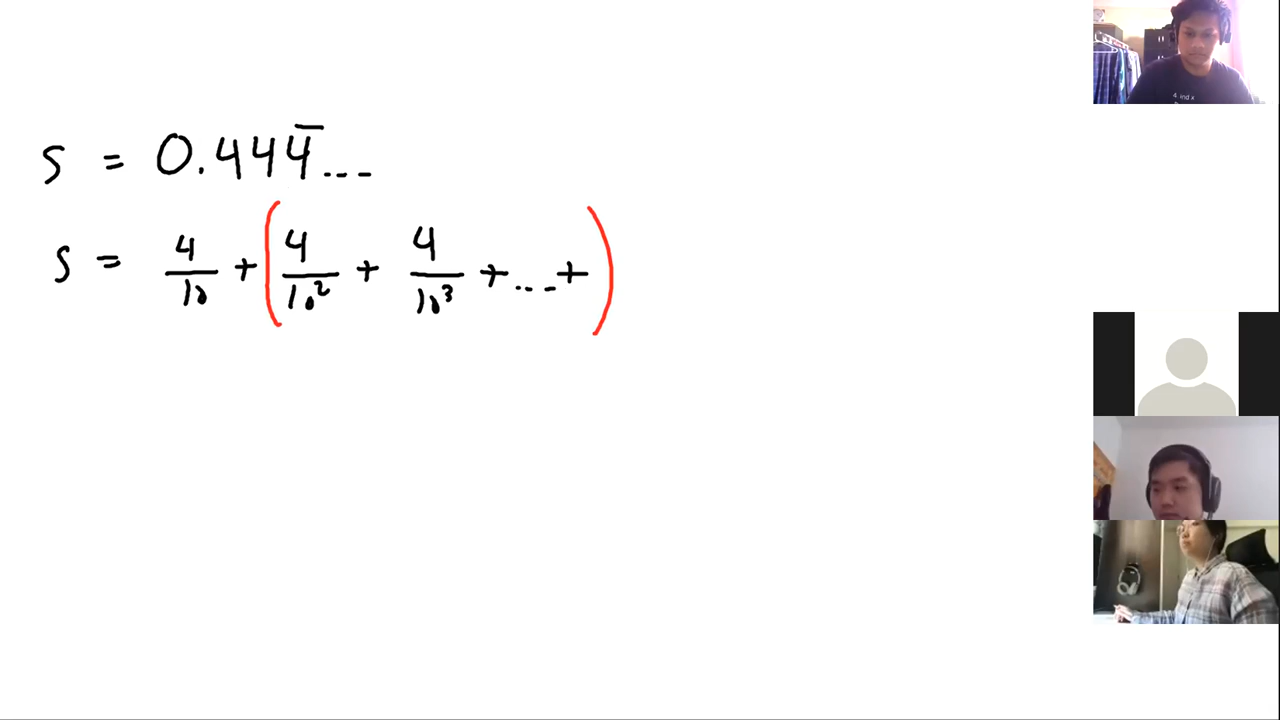 s = 0.444̅...
s = 4/10 + (4/10² + 4/10³ + ... + )